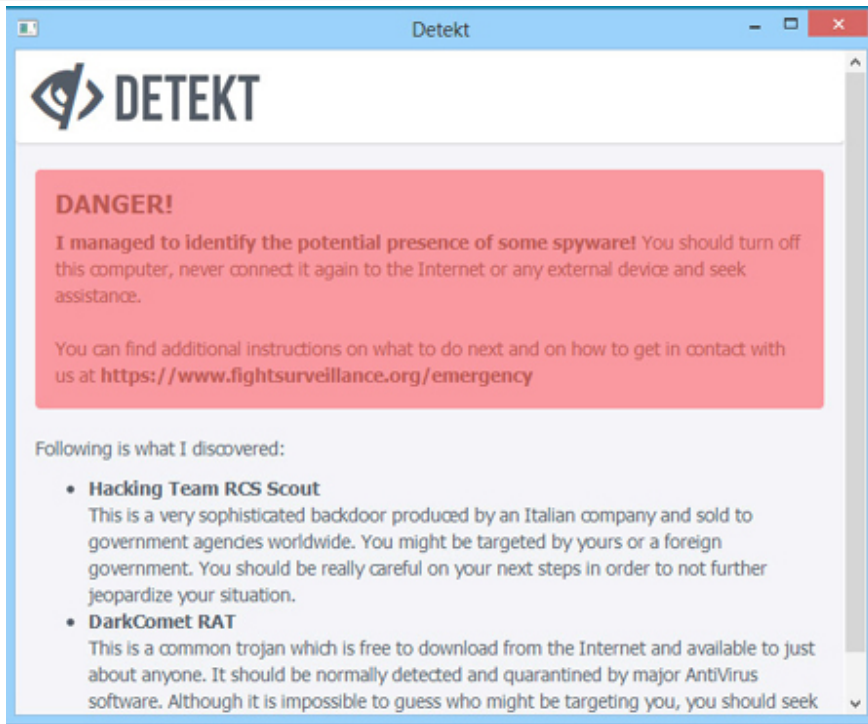 Detekt
DETEKT
DANGER!
I managed to identify the potential presence of some spyware! You should turn off
this computer, never connect it again to the Internet or any external device and seek
assistance.
You can find additional instructions on what to do next and on how to get in contact with
us at https://www.fightsurveillance.org/emergency
Following is what I discovered:
• Hacking Team RCS Scout
This is a very sophisticated backdoor produced by an Italian company and sold to
government agencies worldwide. You might be targeted by yours or a foreign
government. You should be really careful on your next steps in order to not further
jeopardize your situation.
• DarkComet RAT
This is a common trojan which is free to download from the Internet and available to just
about anyone. It should be normally detected and quarantined by major AntiVirus
software. Although it is impossible to guess who might be targeting you, you should seek